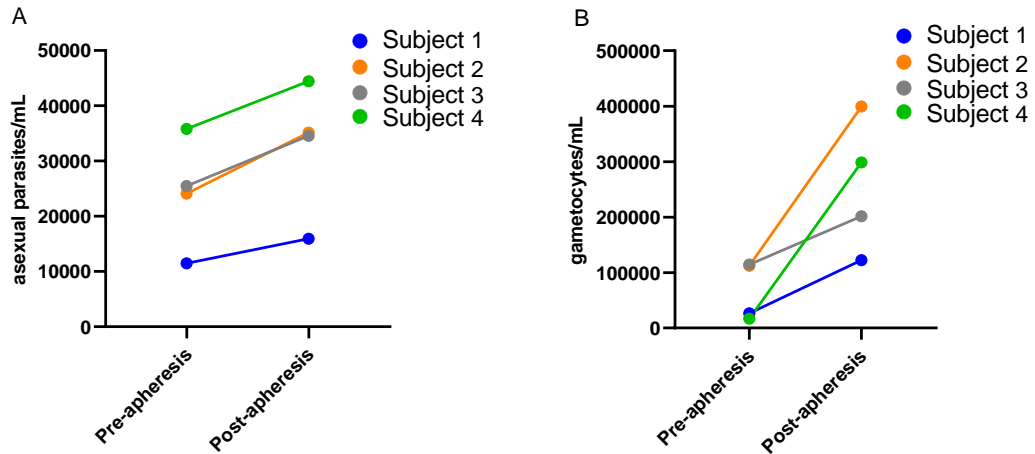 A
asexual parasites/mL
50000
40000
30000
20000
10000
0
Pre-apheresis
Post-apheresis
Subject 1
Subject 2
Subject 3
Subject 4
B
gametocytes/mL
500000
400000
300000
200000
100000
0
Pre-apheresis
Post-apheresis
Subject 1
Subject 2
Subject 3
Subject 4